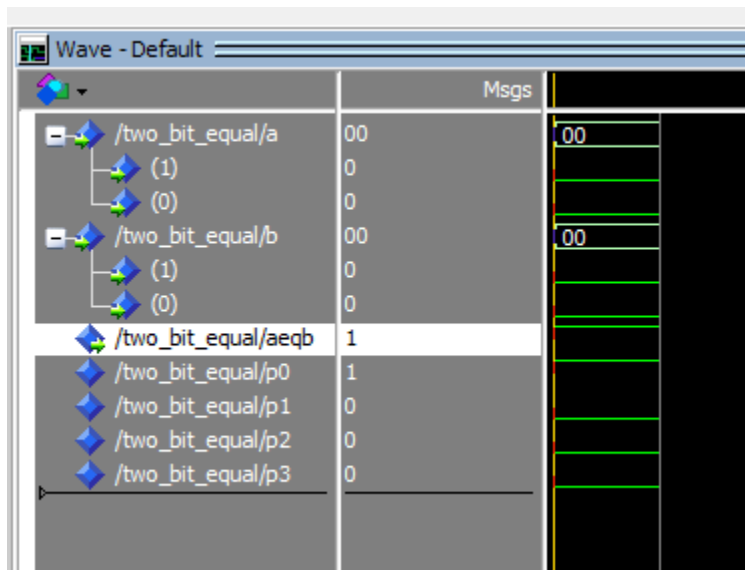 Wave - Default
Msgs
/two_bit_equal/a 00 00
(1) 0
(0) 0
/two_bit_equal/b 00 00
(1) 0
(0) 0
/two_bit_equal/aeqb 1
/two_bit_equal/p0 1
/two_bit_equal/p1 0
/two_bit_equal/p2 0
/two_bit_equal/p3 0